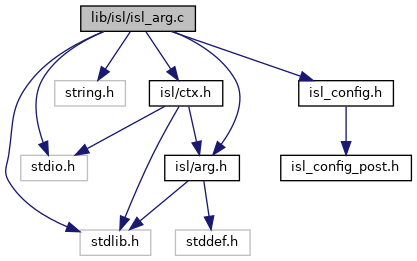 lib/isl/isl_arg.c
string.h
isl/ctx.h
isl_config.h
stdio.h
isl/arg.h
isl_config_post.h
stdlib.h
stddef.h